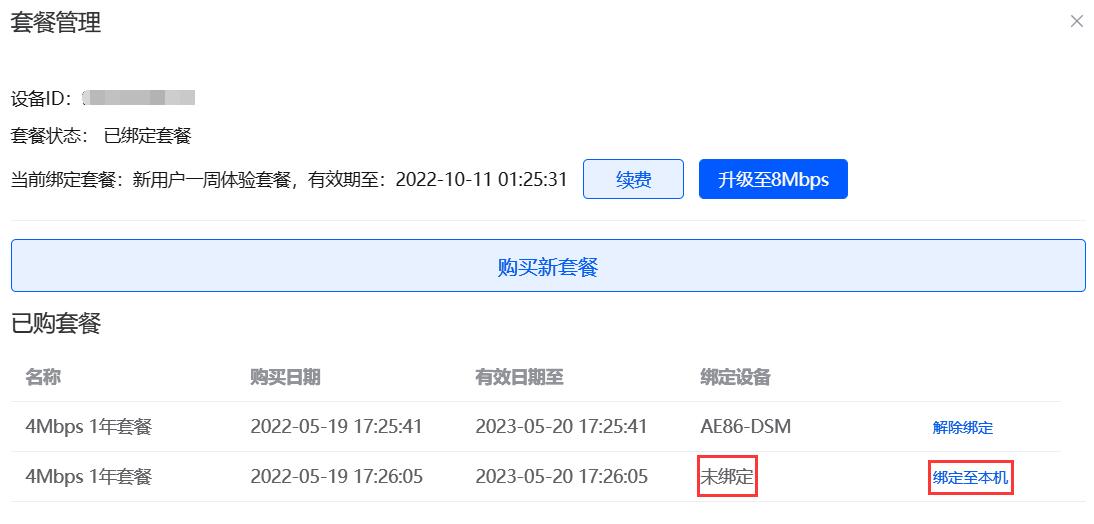 套餐管理
设备ID:
套餐状态： 已绑定套餐
当前绑定套餐：新用户一周体验套餐，有效期至：2022-10-11 01:25:31 续费 升级至8Mbps
购买新套餐
已购套餐
名称 购买日期 有效日期至 绑定设备
4Mbps 1年套餐 2022-05-19 17:25:41 2023-05-20 17:25:41 AE86-DSM 解除绑定
4Mbps 1年套餐 2022-05-19 17:26:05 2023-05-20 17:26:05 未绑定 绑定至本机